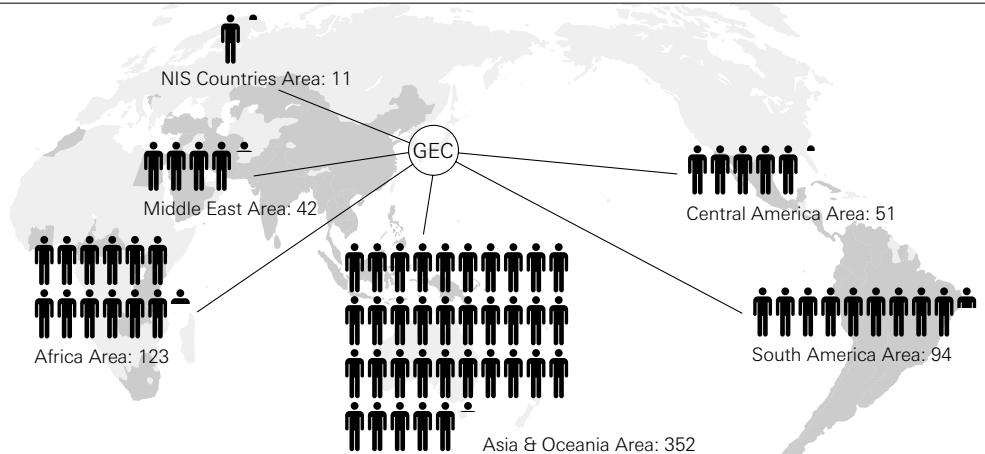 NIS Countries Area: 11
GEC
Middle East Area: 42
Central America Area: 51
Africa Area: 123
South America Area: 94
Asia & Oceania Area: 352